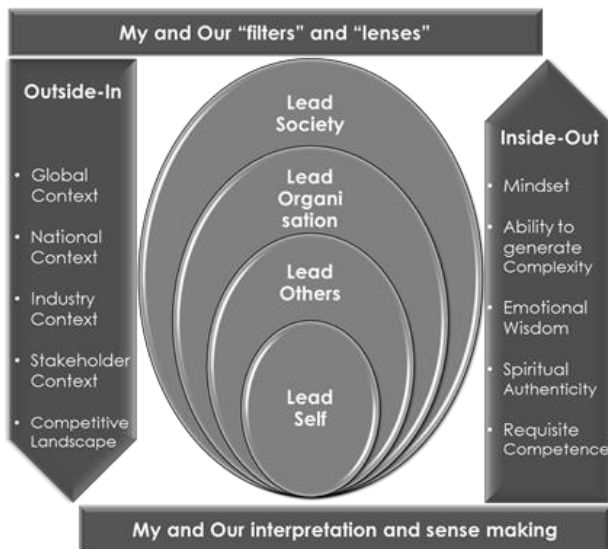 My and Our “filters” and “lenses”
Outside-In
• Global
Context
• National
Context
• Industry
Context
• Stakeholder
Context
• Competitive
Landscape
Lead
Society
Lead
Organi
sation
Lead
Others
Lead
Self
Inside-Out
• Mindset
• Ability to
generate
Complexity
• Emotional
Wisdom
• Spiritual
Authenticity
• Requisite
Competence
My and Our interpretation and sense making